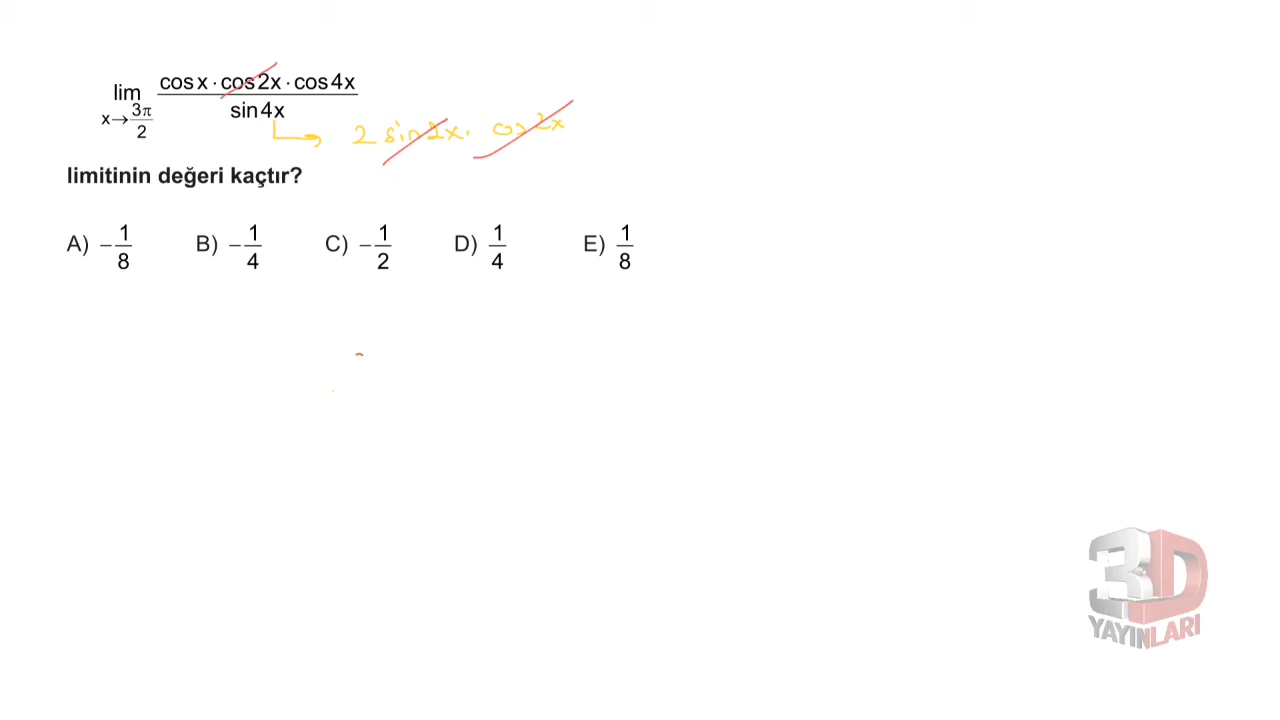 lim x→3π/2 cos x · cos 2x · cos 4x / sin 4x
2 sin 2x · cos 2x
limitinin değeri kaçtır?
A) −1/8 B) −1/4 C) −1/2 D) 1/4 E) 1/8
3D
YAYINLARI